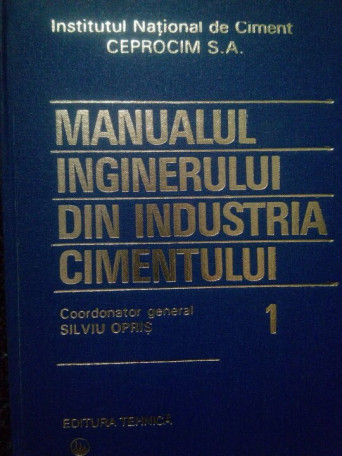 Institutul Național de Ciment
CEPROCIM S.A.
MANUALUL
INGINERULUI
DIN INDUSTRIA
CIMENTULUI
Coordonator general
SILVIU OPRIȘ
1
EDITURA TEHNICĂ